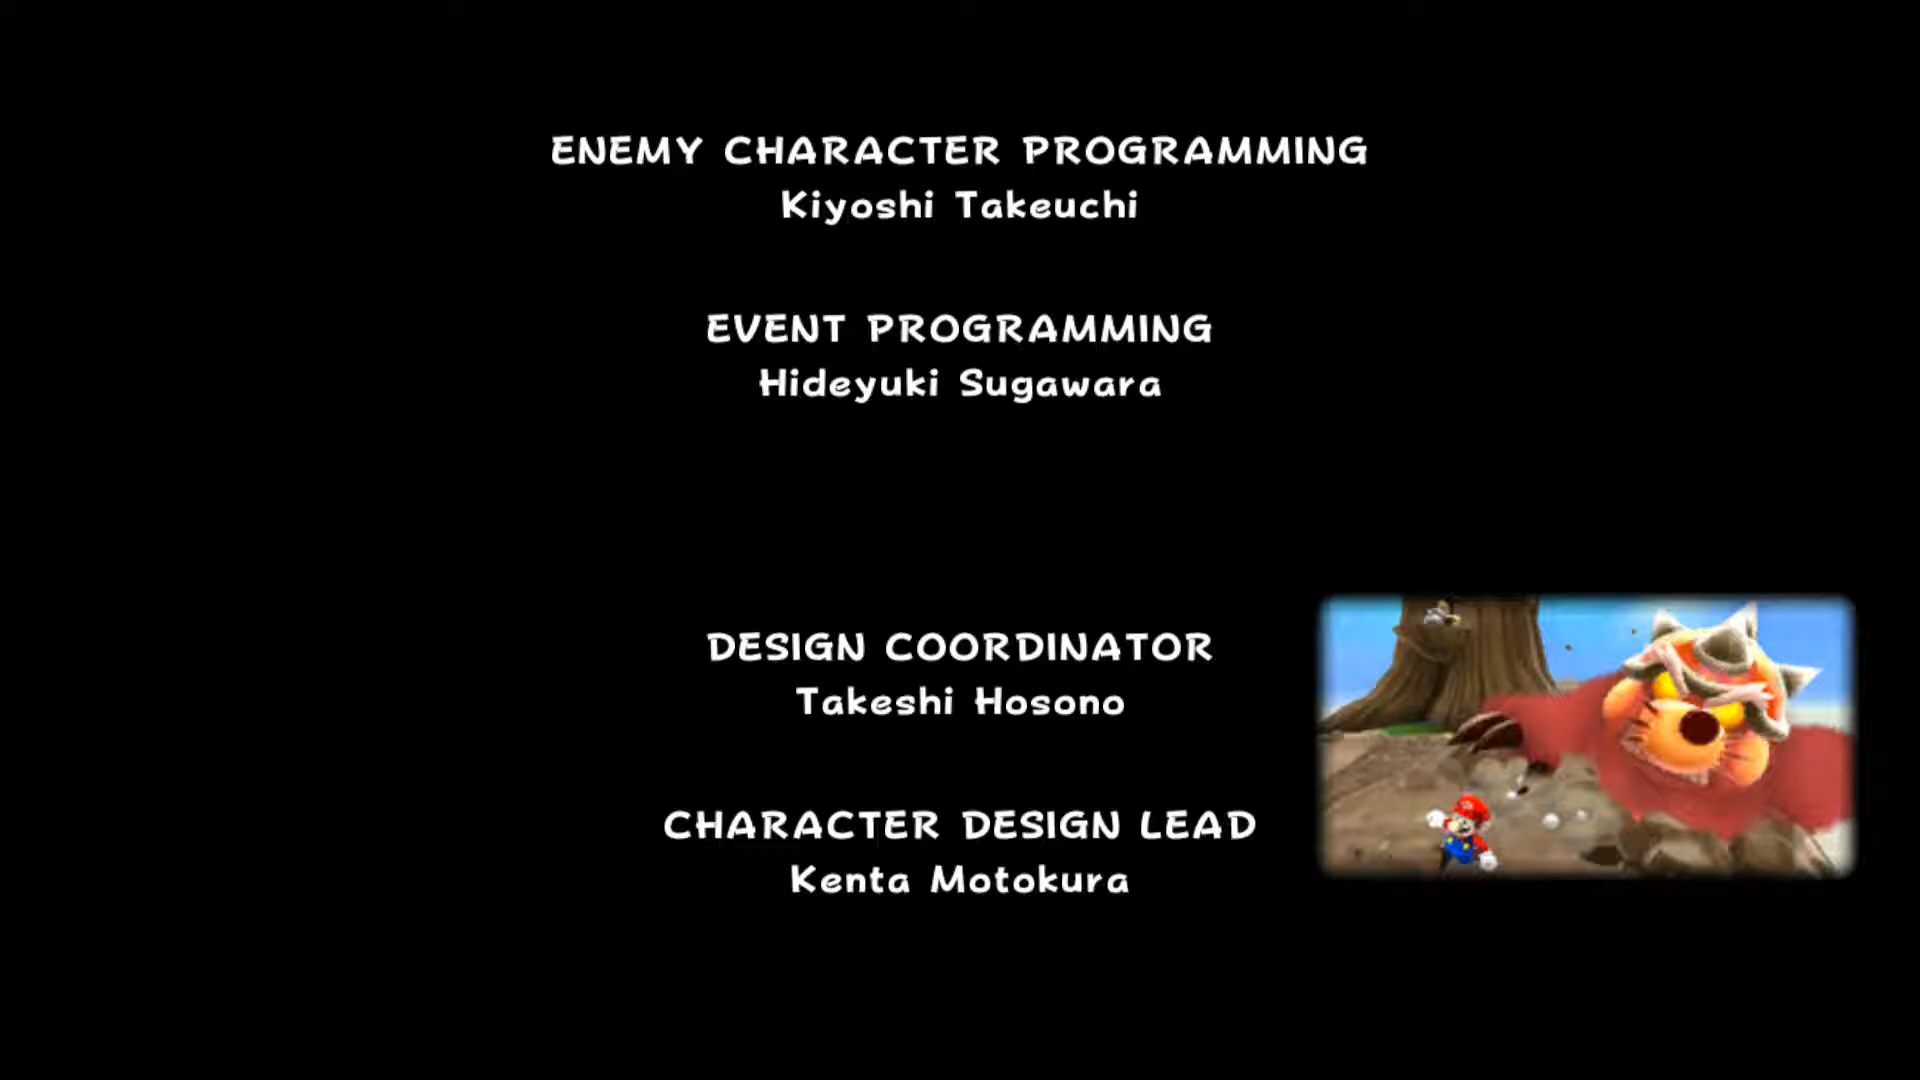 ENEMY CHARACTER PROGRAMMING
Kiyoshi Takeuchi
EVENT PROGRAMMING
Hideyuki Sugawara
DESIGN COORDINATOR
Takeshi Hosono
CHARACTER DESIGN LEAD
Kenta Motokura